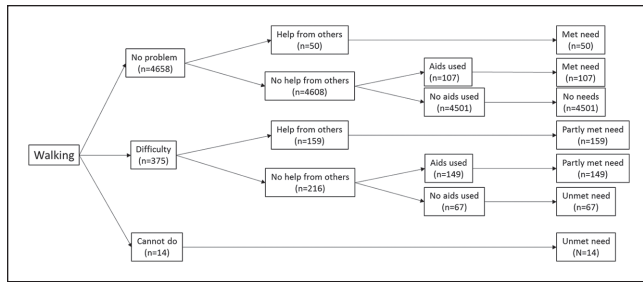 Walking
No problem
(n=4658)
Help from others
(n=50)
Met need
(n=50)
No help from others
(n=4608)
Aids used
(n=107)
Met need
(n=107)
No aids used
(n=4501)
No needs
(n=4501)
Difficulty
(n=375)
Help from others
(n=159)
Partly met need
(n=159)
No help from others
(n=216)
Aids used
(n=149)
Partly met need
(n=149)
No aids used
(n=67)
Unmet need
(n=67)
Cannot do
(n=14)
Unmet need
(N=14)